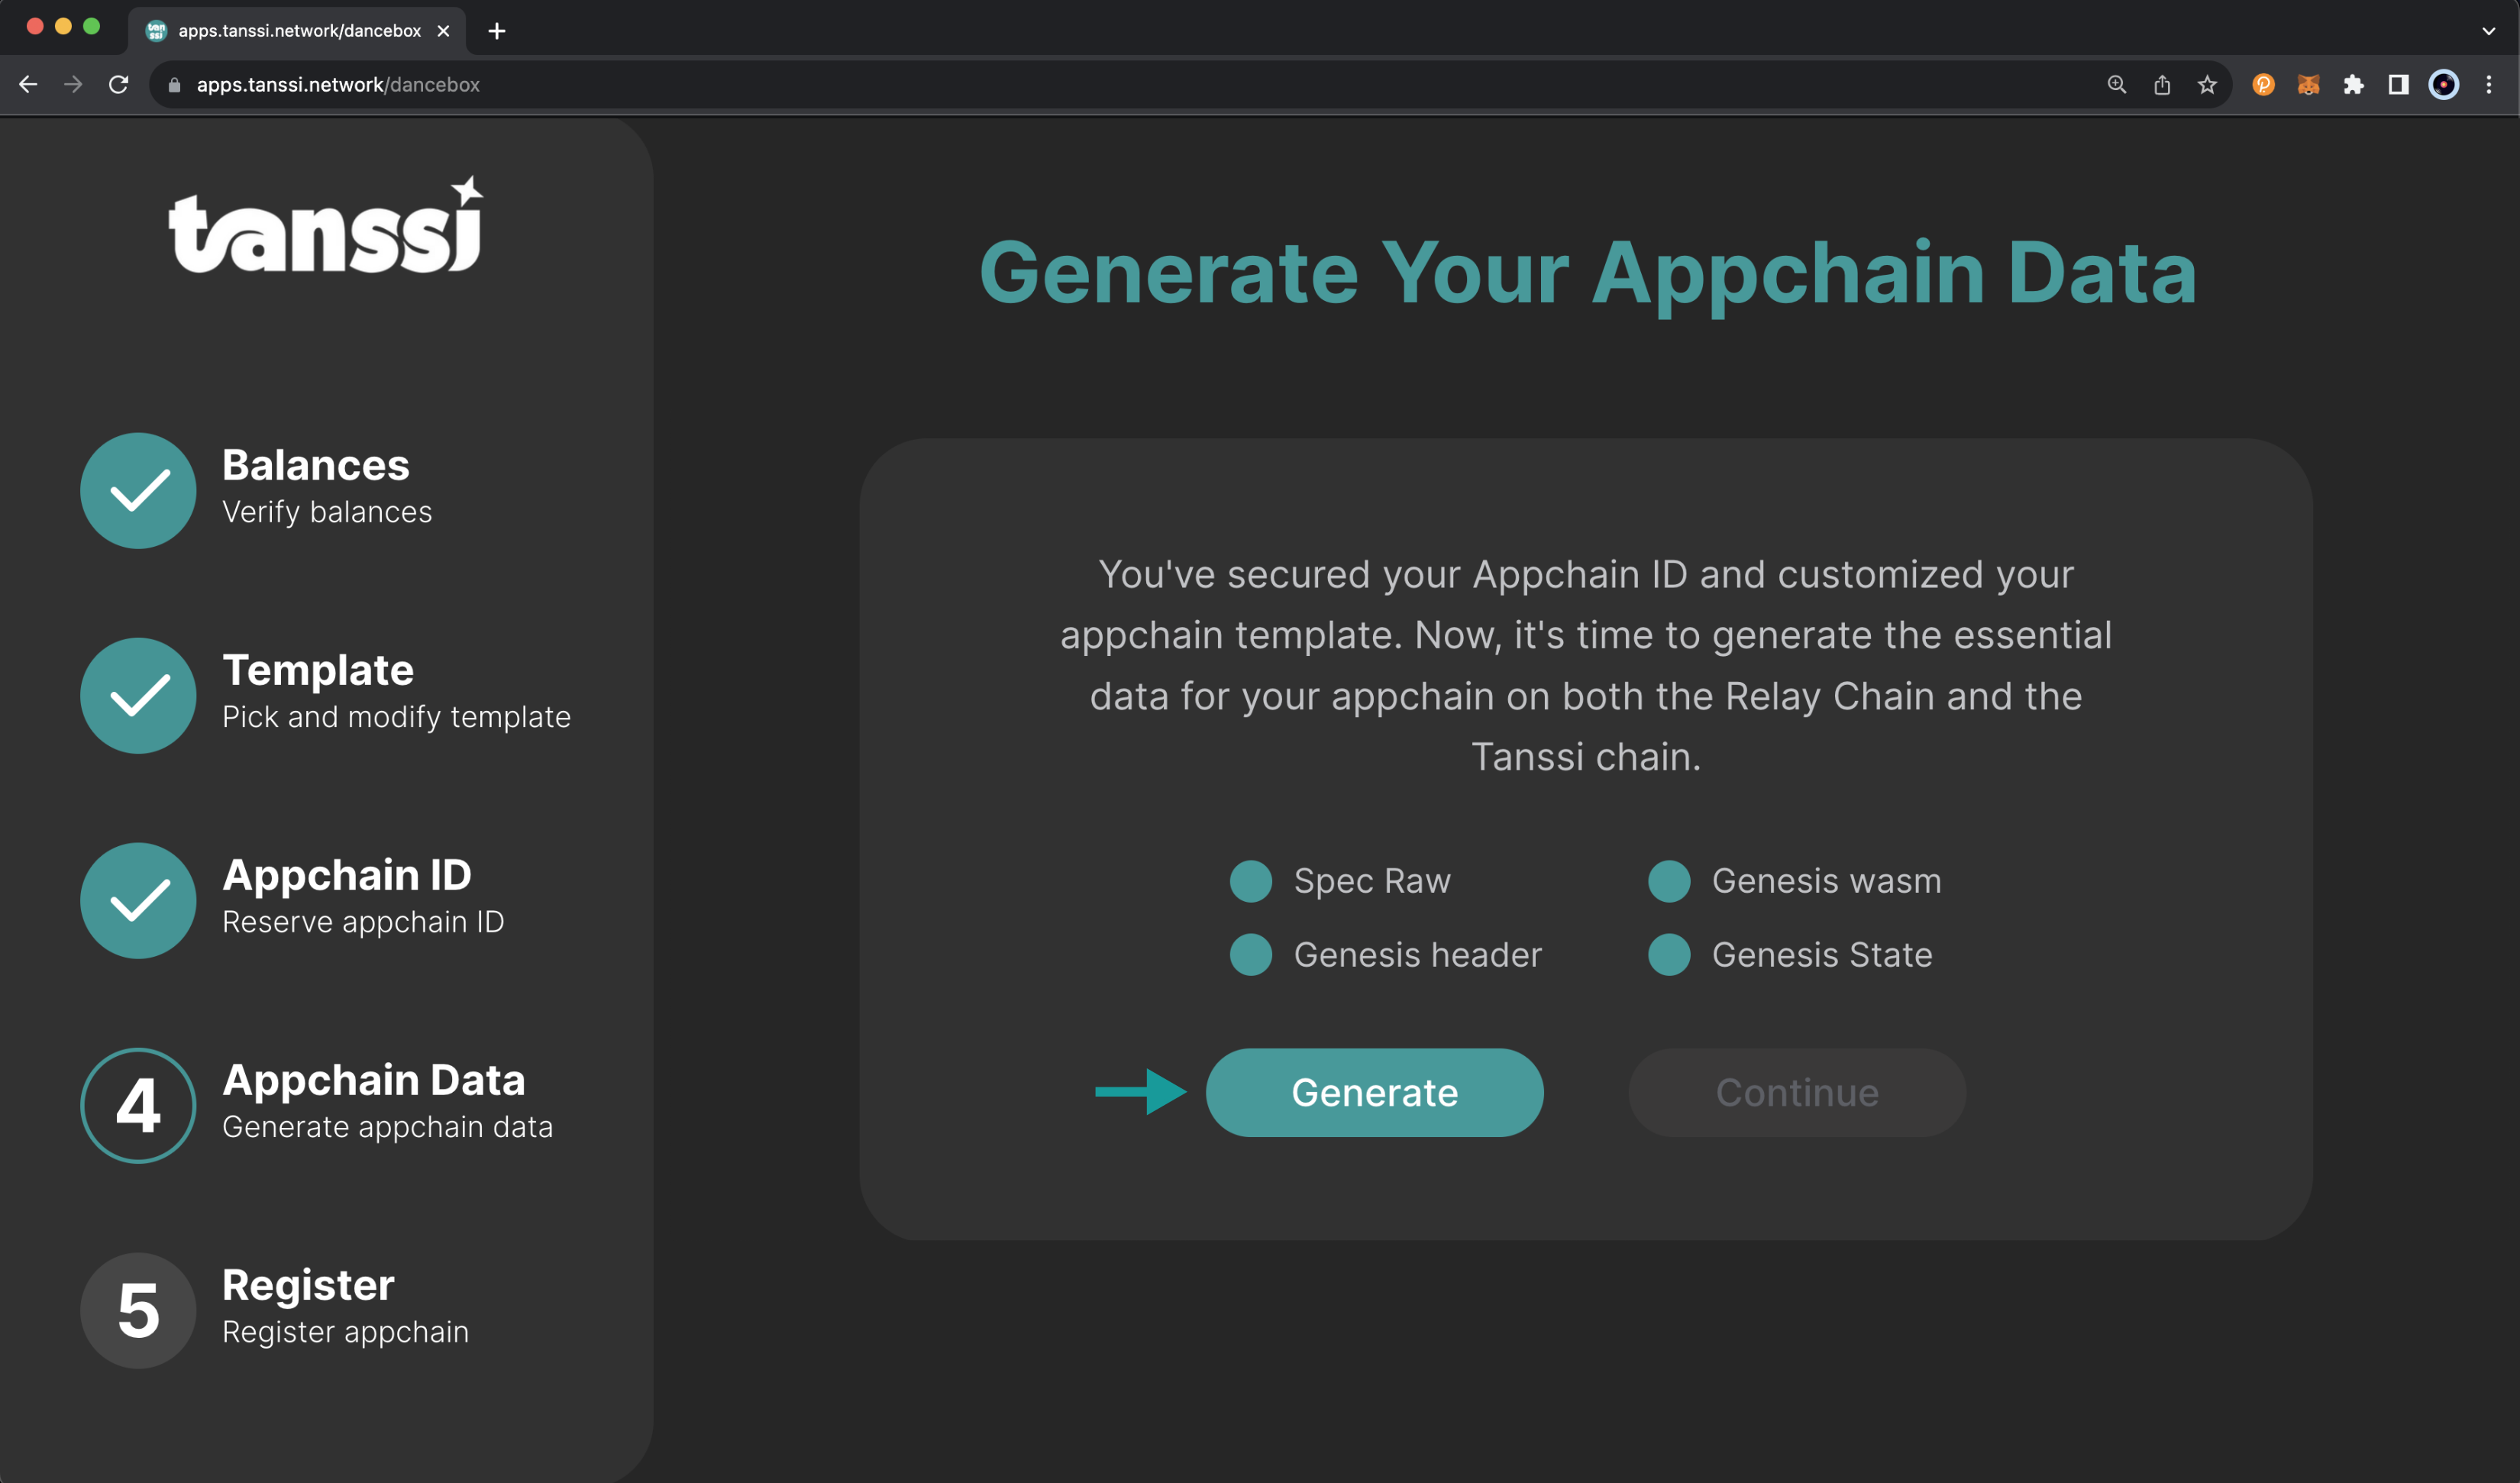 apps.tanssi.network/dancebox
apps.tanssi.network/dancebox
tanssi
Balances
Verify balances
Template
Pick and modify template
Appchain ID
Reserve appchain ID
4
Appchain Data
Generate appchain data
5
Register
Register appchain
Generate Your Appchain Data
You've secured your Appchain ID and customized your
appchain template. Now, it's time to generate the essential
data for your appchain on both the Relay Chain and the
Tanssi chain.
Spec Raw
Genesis wasm
Genesis header
Genesis State
Generate
Continue